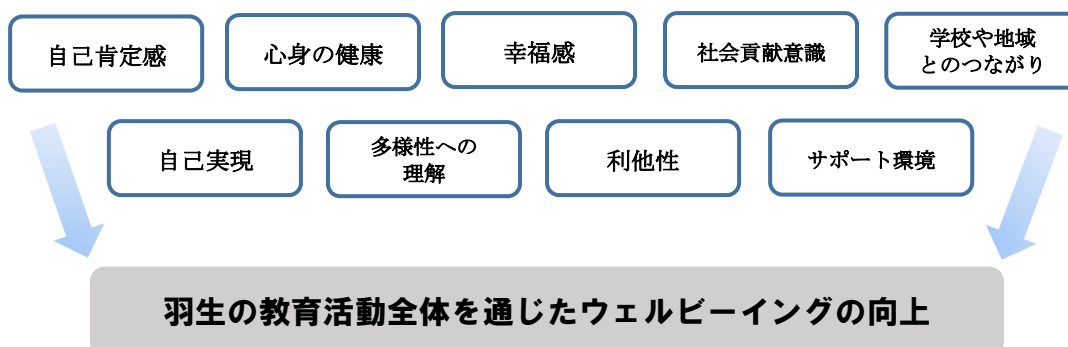 自己肯定感
心身の健康
幸福感
社会貢献意識
学校や地域
とのつながり
自己実現
多様性への
理解
利他性
サポート環境
羽生の教育活動全体を通じたウェルビーイングの向上